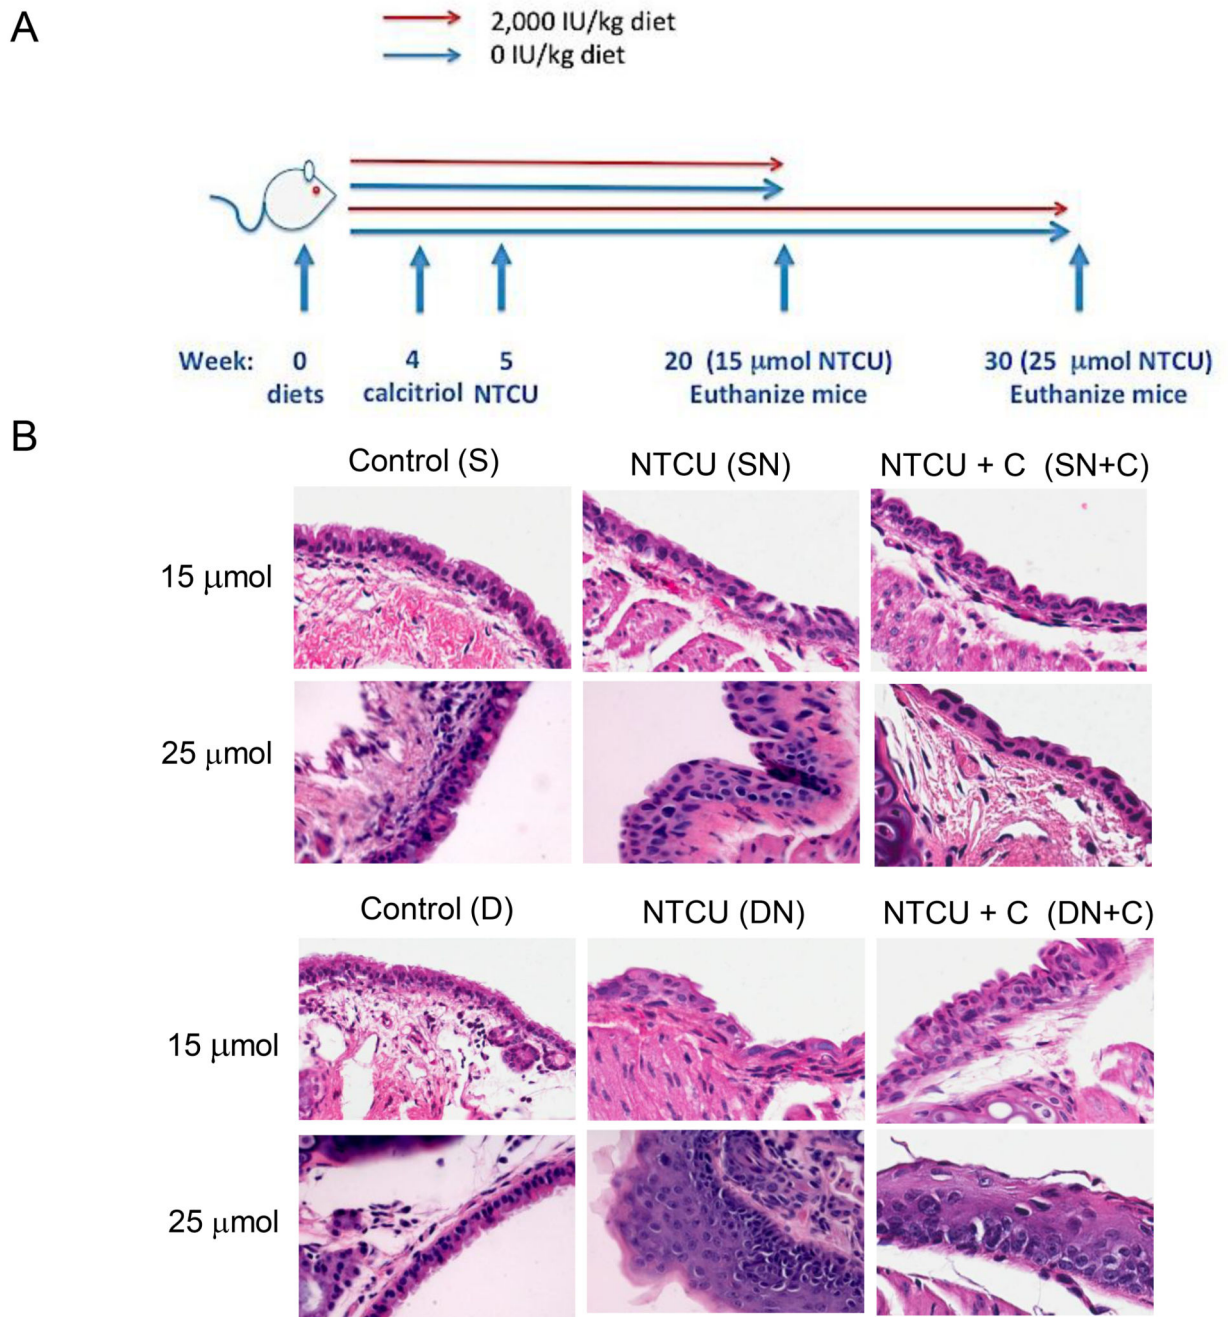 A
2,000 IU/kg diet
0 IU/kg diet
Week: 0 4 5 20 (15 μmol NTCU) 30 (25 μmol NTCU)
diets calcitriol NTCU Euthanize mice Euthanize mice
B
Control (S) NTCU (SN) NTCU + C (SN+C)
15 μmol
25 μmol
Control (D) NTCU (DN) NTCU + C (DN+C)
15 μmol
25 μmol